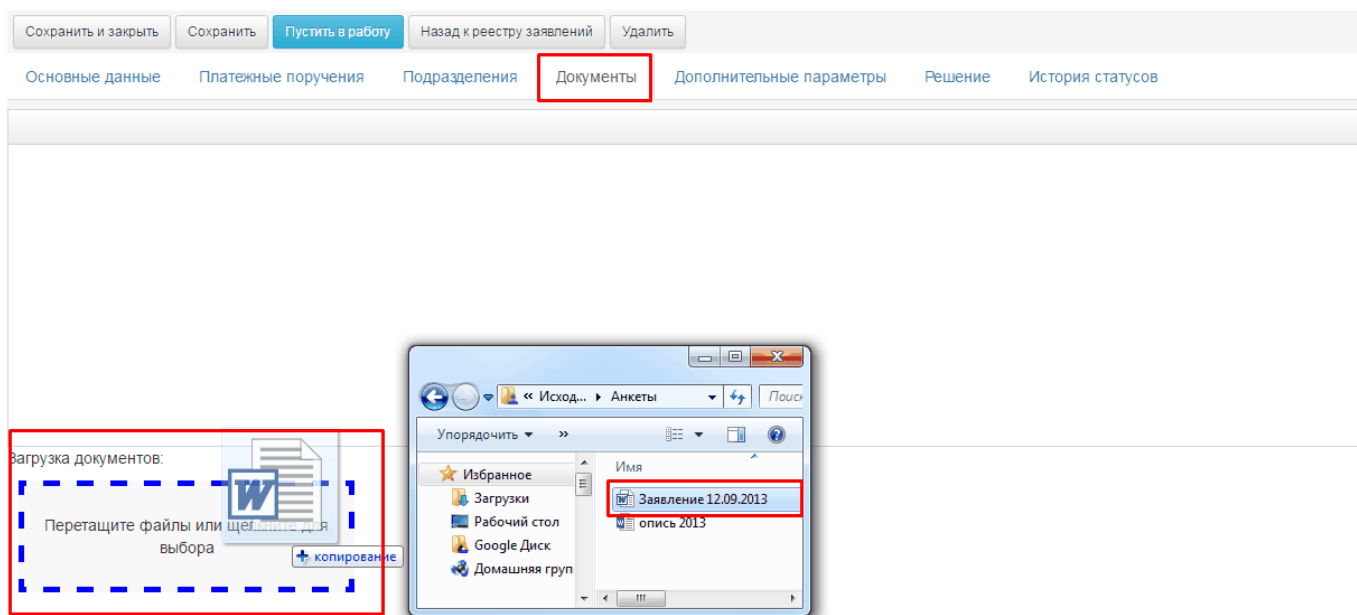 Сохранить и закрыть Сохранить Пустить в работу Назад к реестру заявлений Удалить
Основные данные Платежные поручения Подразделения Документы Дополнительные параметры Решение История статусов
« Исход... Анкеты Поиск
Упорядочить »
Избранное
Загрузки
Рабочий стол
Google Диск
Домашняя груп
Имя
Заявление 12.09.2013
опись 2013
Загрузка документов:
Перетащите файлы или щелкните для
выбора
копирование